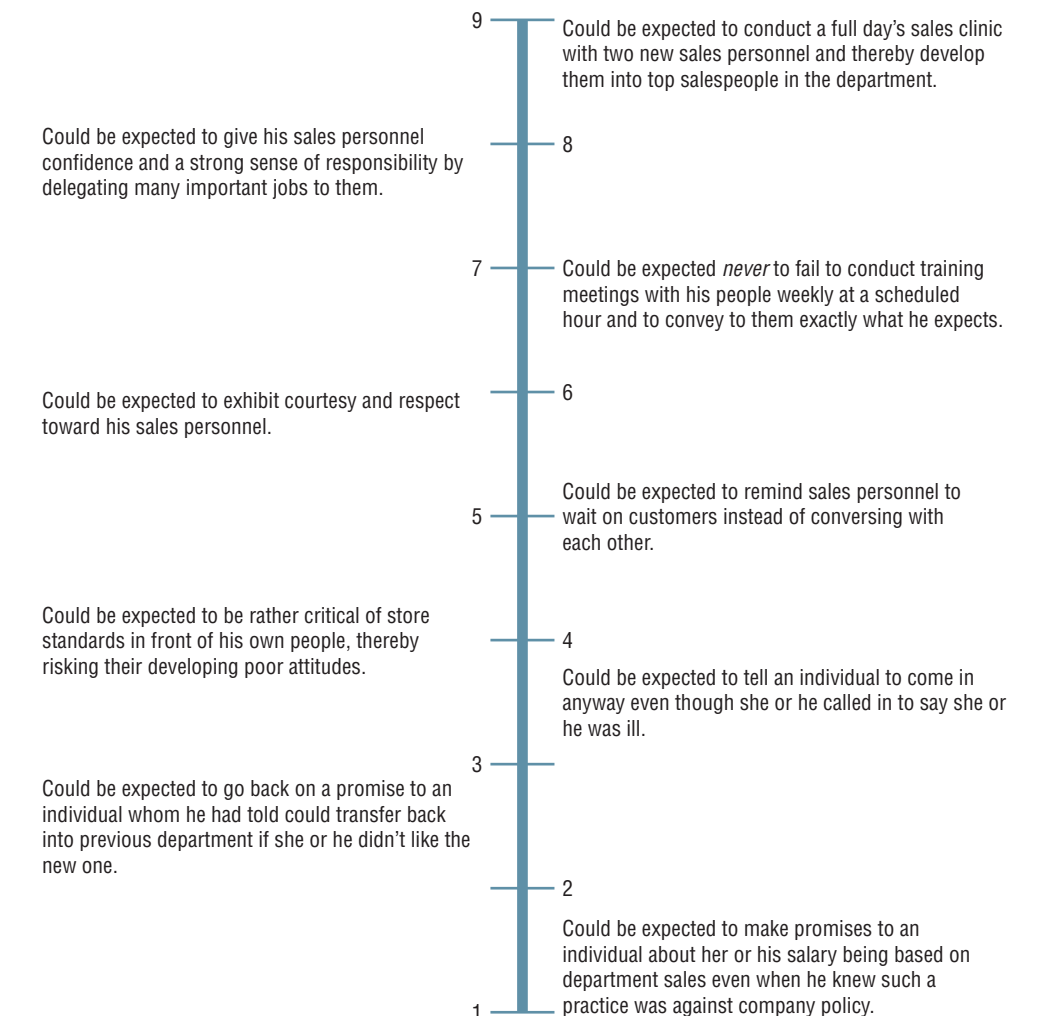 9
Could be expected to conduct a full day's sales clinic
with two new sales personnel and thereby develop
them into top salespeople in the department.
Could be expected to give his sales personnel
confidence and a strong sense of responsibility by
delegating many important jobs to them.
8
7
Could be expected never to fail to conduct training
meetings with his people weekly at a scheduled
hour and to convey to them exactly what he expects.
Could be expected to exhibit courtesy and respect
toward his sales personnel.
6
Could be expected to remind sales personnel to
wait on customers instead of conversing with
each other.
5
Could be expected to be rather critical of store
standards in front of his own people, thereby
risking their developing poor attitudes.
4
Could be expected to tell an individual to come in
anyway even though she or he called in to say she or
he was ill.
3
Could be expected to go back on a promise to an
individual whom he had told could transfer back
into previous department if she or he didn't like the
new one.
2
Could be expected to make promises to an
individual about her or his salary being based on
department sales even when he knew such a
practice was against company policy.
1